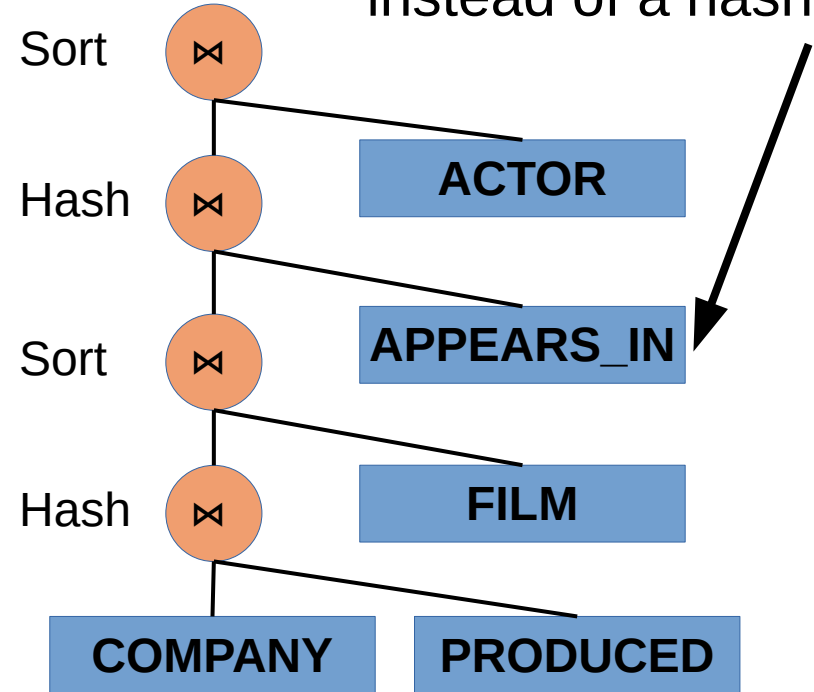 instead of a hash
Sort ⋈
ACTOR
Hash ⋈
APPEARS_IN
Sort ⋈
FILM
Hash ⋈
COMPANY PRODUCED